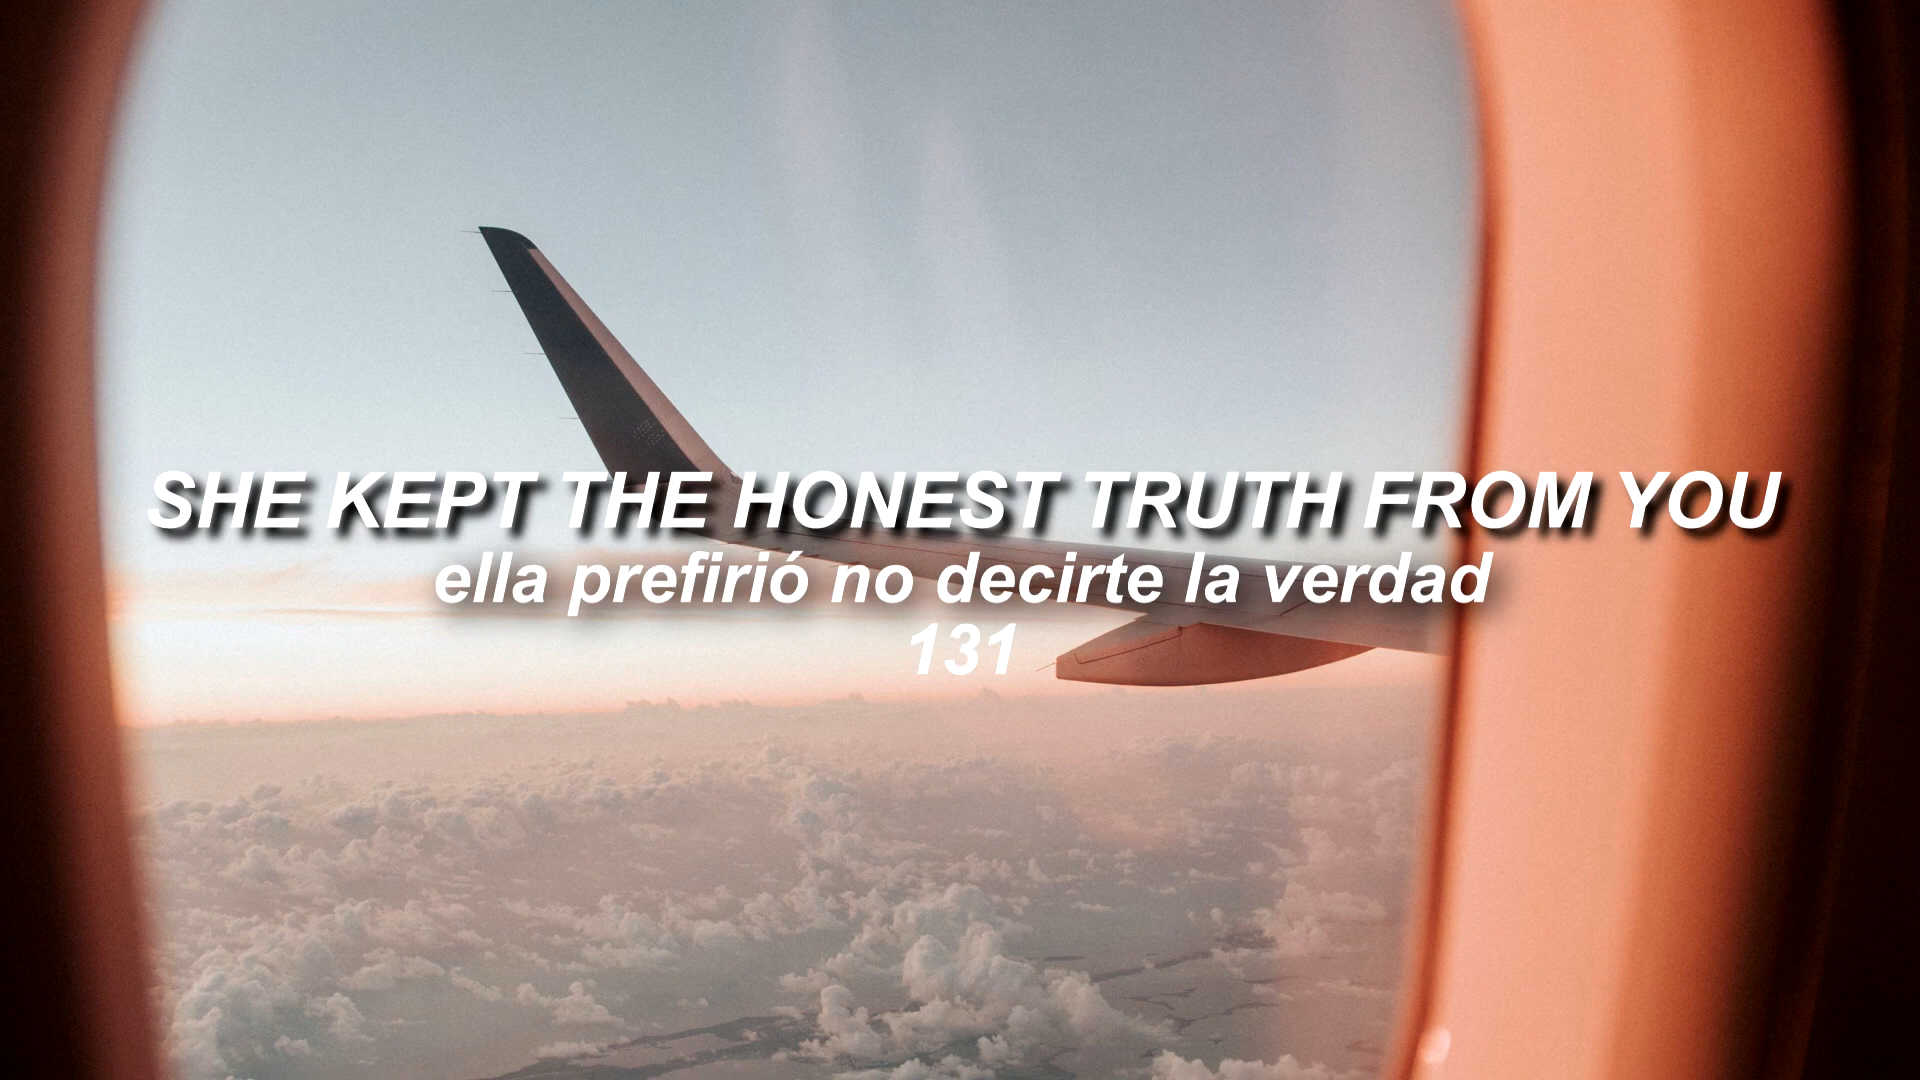 SHE KEPT THE HONEST TRUTH FROM YOU
ella prefirió no decirte la verdad
131